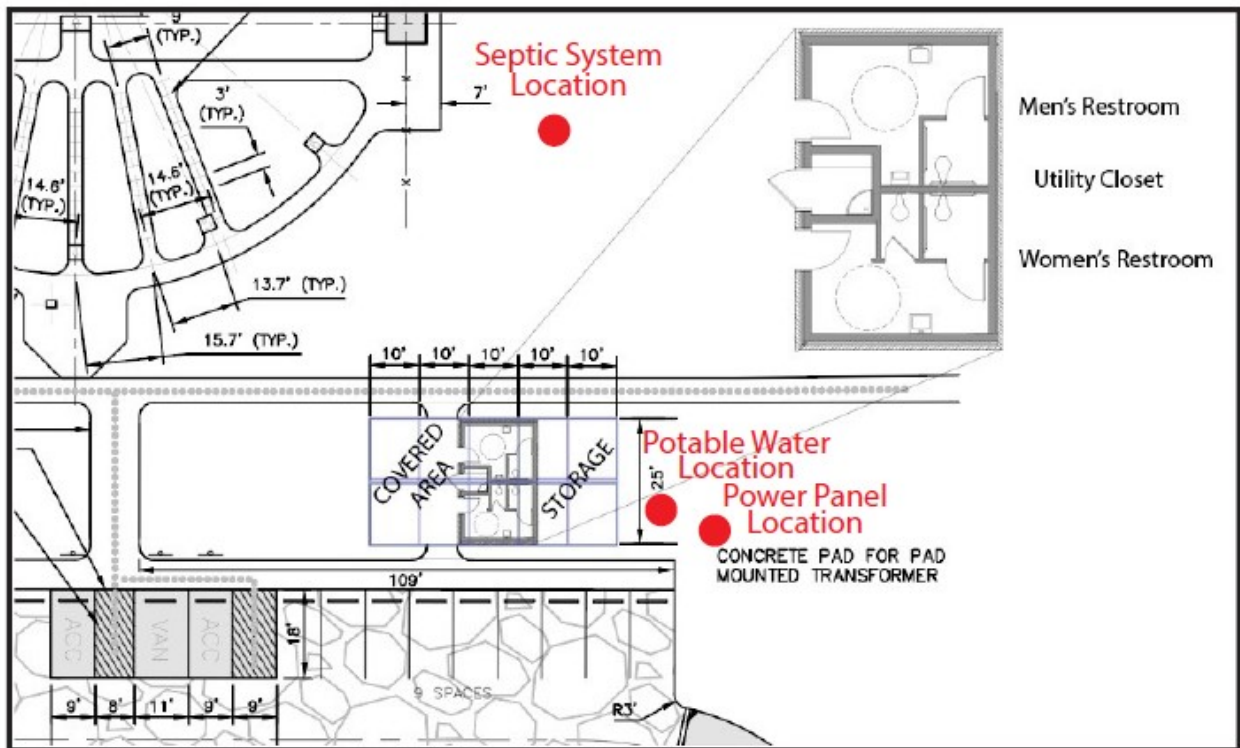 9'
(TYP.)
Septic System
Location
3'
(TYP.)
7'
Men's Restroom
14.6'
(TYP.)
14.6'
(TYP.)
Utility Closet
Women's Restroom
13.7' (TYP.)
15.7' (TYP.)
10'
10'
10'
10'
10'
COVERED
AREA
STORAGE
25'
Potable Water
Location
Power Panel
Location
CONCRETE PAD FOR PAD
MOUNTED TRANSFORMER
109'
ACC
VAN
ACC
18'
9 SPACES
9'
8'
11'
9'
9'
R3'